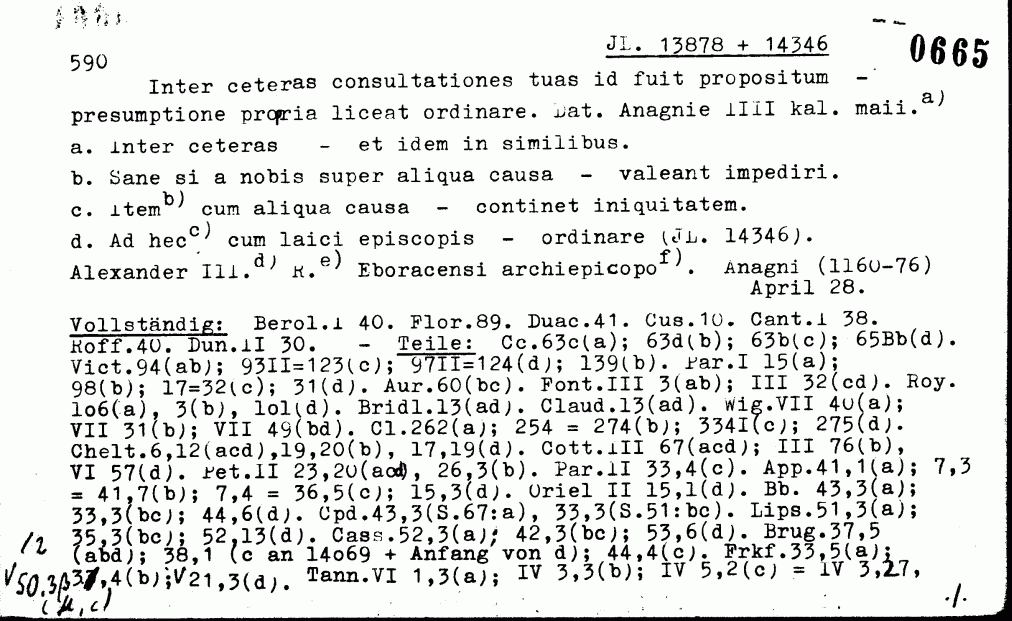 JL. 13878 + 14346
0665
590
Inter ceteras consultationes tuas id fuit propositum -
presumptione propria liceat ordinare. Dat. Anagnie IIII kal. maii.a)
a. Inter ceteras - et idem in similibus.
b. Sane si a nobis super aliqua causa - valeant impediri.
c. Itemb) cum aliqua causa - continet iniquitatem.
d. Ad hecc) cum laici episcopis - ordinare (JL. 14346).
Alexander III.d) R.e) Eboracensi archiepicopof). Anagni (1160-76)
April 28.
Vollständig: Berol.I 40. Flor.89. Duac.41. Cus.10. Cant.I 38.
Roff.40. Dun.II 30. - Teile: Cc.63c(a); 63d(b); 63b(c); 65Bb(d).
Vict.94(ab); 93II=123(c); 97II=124(d); 139(b). Par.I 15(a);
98(b); 17=32(c); 31(d). Aur.60(bc). Font.III 3(ab); III 32(cd). Roy.
106(a), 3(b), 101(d). Bridl.13(ad). Claud.13(ad). Wig.VII 40(a);
VII 31(b); VII 49(bd). Cl.262(a); 254 = 274(b); 334I(c); 275(d).
Chelt.6,12(acd),19,20(b), 17,19(d). Cott.III 67(acd); III 76(b),
VI 57(d). Pet.II 23,20(acd), 26,3(b). Par.II 33,4(c). App.41,1(a); 7,3
= 41,7(b); 7,4 = 36,5(c); 15,3(d). Oriel II 15,1(d). Bb. 43,3(a);
33,3(bc); 44,6(d). Cpd.43,3(S.67:a), 33,3(S.51:bc). Lips.51,3(a);
35,3(bc); 52,13(d). Cass.52,3(a); 42,3(bc); 53,6(d). Brug.37,5
(abd); 38,1 (c an 14069 + Anfang von d); 44,4(c). Frkf.33,5(a);
37,4(b);V21,3(d). Tann.VI 1,3(a); IV 3,3(b); IV 5,2(c) = IV 3,27,
12
V50,3β
./.